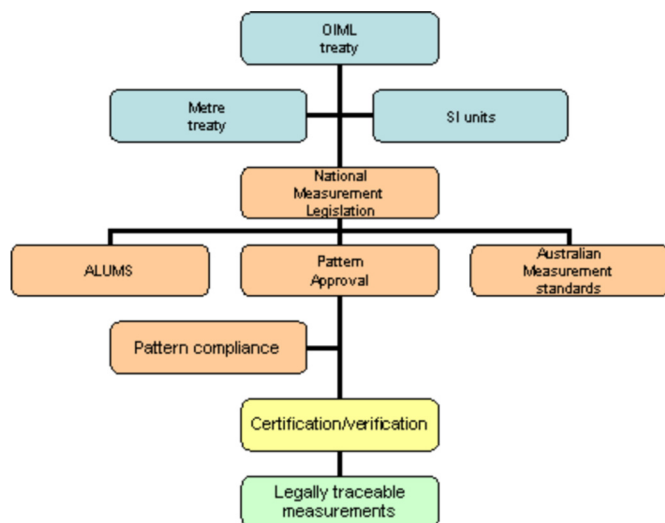 OIML
treaty
Metre
treaty
SI units
National
Measurement
Legislation
ALUMS
Pattern
Approval
Australian
Measurement
standards
Pattern compliance
Certification/verification
Legally traceable
measurements